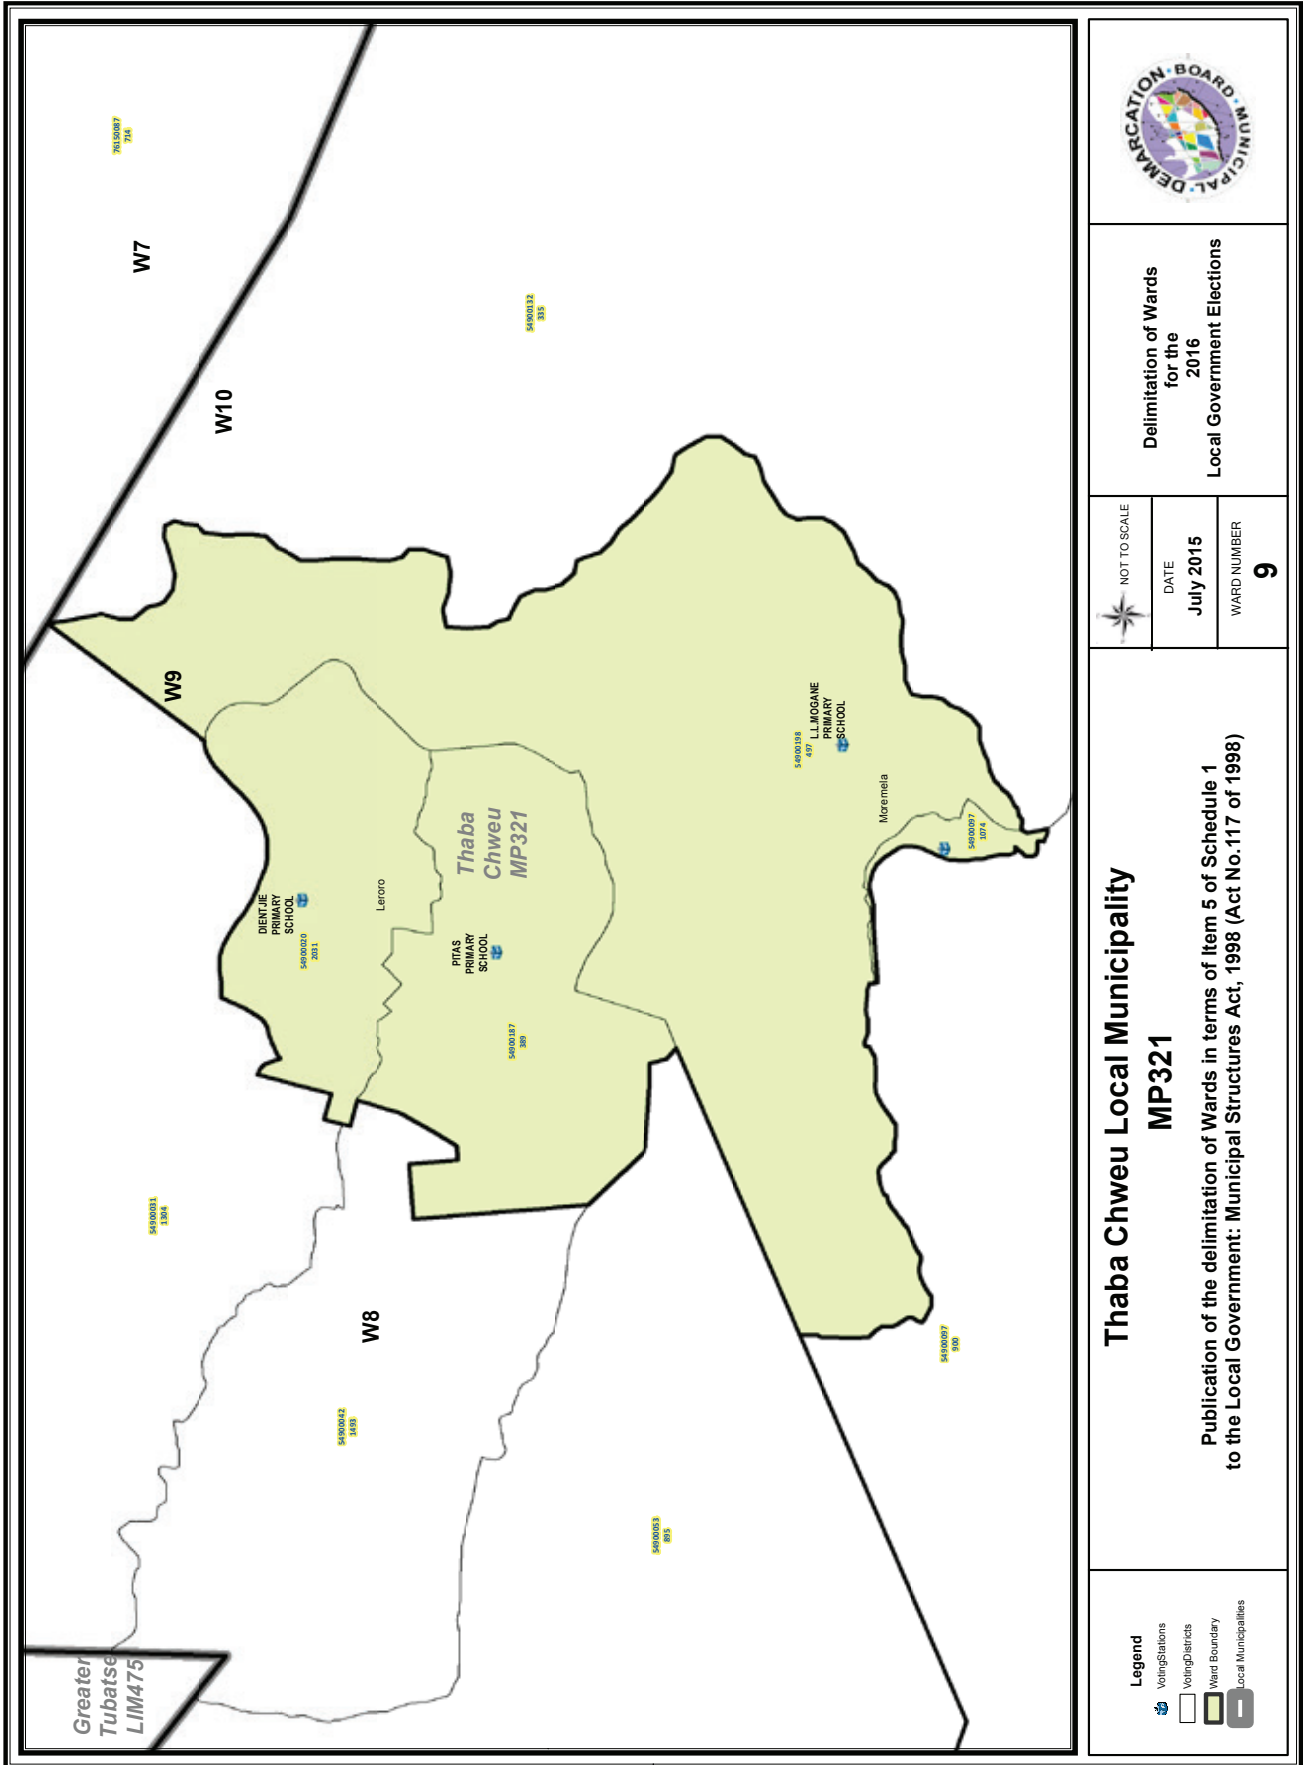 Greater
Tubatse
LIM475
76150087
714
W7
W10
54900132
335
W9
DIENTJIE
PRIMARY
SCHOOL
54900020
2031
Leroro
Thaba
Chweu
MP321
PITAS
PRIMARY
SCHOOL
54900187
389
54900198
497
L.L.MOGANE
PRIMARY
SCHOOL
Moremela
54900097
1074
54900031
1304
W8
54900042
1493
54900053
895
54900097
900
Legend
VotingStations
VotingDistricts
Ward Boundary
Local Municipalities
Thaba Chweu Local Municipality
MP321
Publication of the delimitation of Wards in terms of Item 5 of Schedule 1
to the Local Government: Municipal Structures Act, 1998 (Act No.117 of 1998)
NOT TO SCALE
DATE
July 2015
WARD NUMBER
9
Delimitation of Wards
for the
2016
Local Government Elections
MUNICIPAL · DEMARCATION · BOARD ·